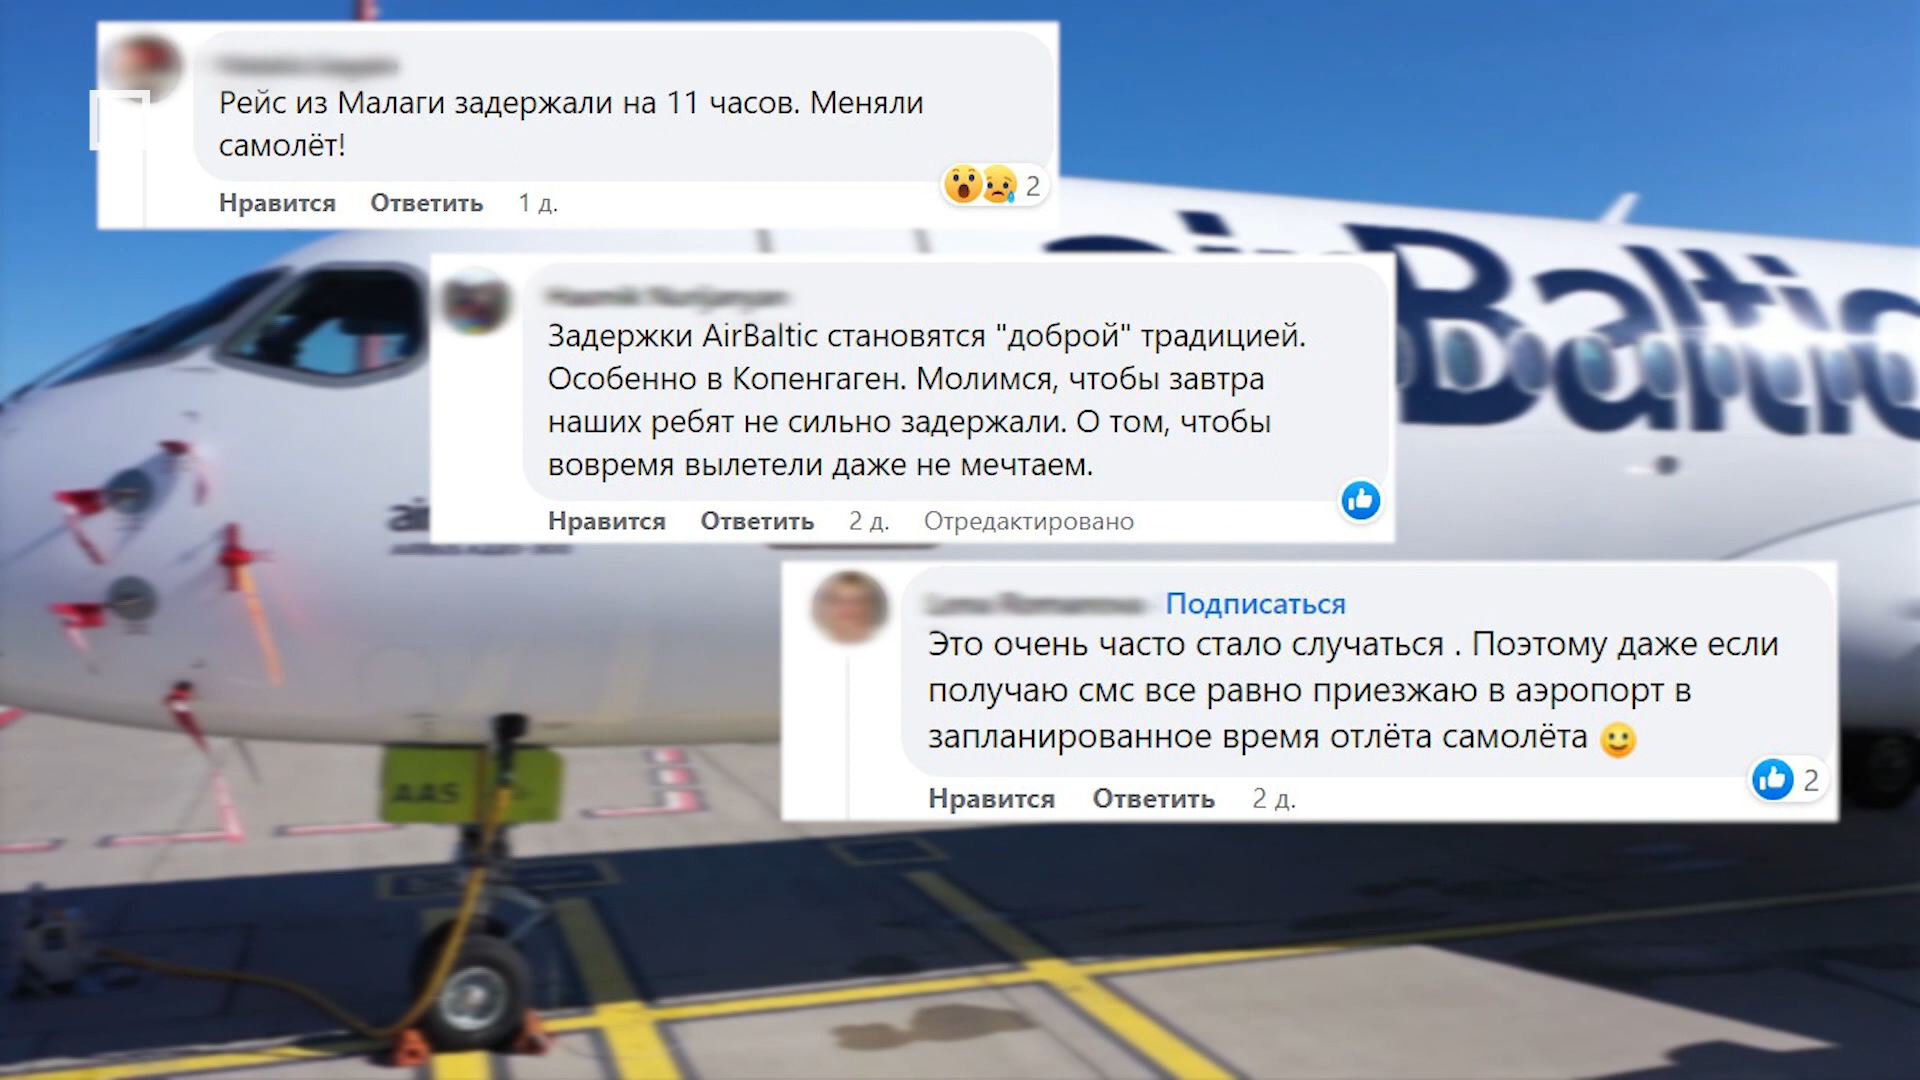 Рейс из Малаги задержали на 11 часов. Меняли
самолёт!
Нравится Ответить 1 д.
2
airBaltic
Задержки AirBaltic становятся "доброй" традицией.
Особенно в Копенгаген. Молимся, чтобы завтра
наших ребят не сильно задержали. О том, чтобы
вовремя вылетели даже не мечтаем.
Нравится Ответить 2 д. Отредактировано
Подписаться
Это очень часто стало случаться . Поэтому даже если
получаю смс все равно приезжаю в аэропорт в
запланированное время отлёта самолёта
Нравится Ответить 2 д.
2
AAS